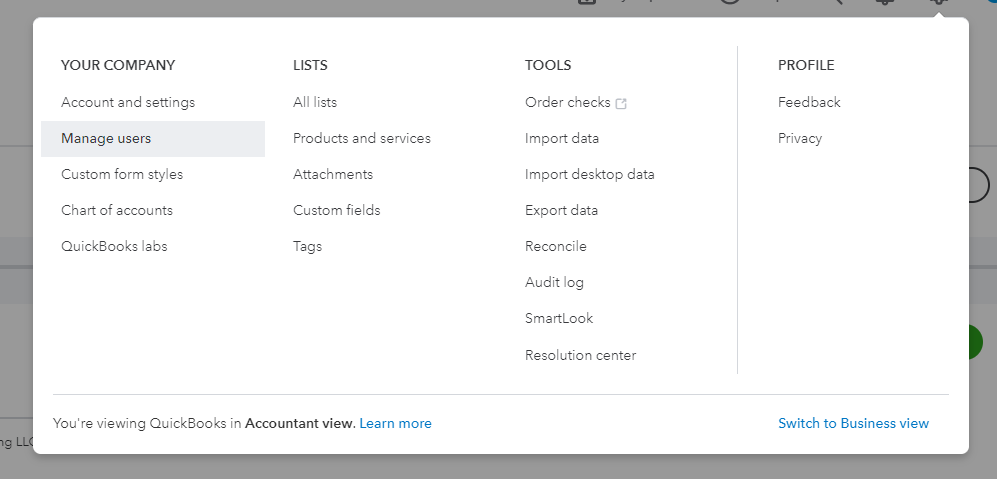 YOUR COMPANY
Account and settings
Manage users
Custom form styles
Chart of accounts
QuickBooks labs
LISTS
All lists
Products and services
Attachments
Custom fields
Tags
TOOLS
Order checks
Import data
Import desktop data
Export data
Reconcile
Audit log
SmartLook
Resolution center
PROFILE
Feedback
Privacy
You're viewing QuickBooks in Accountant view. Learn more
Switch to Business view
ng LLC